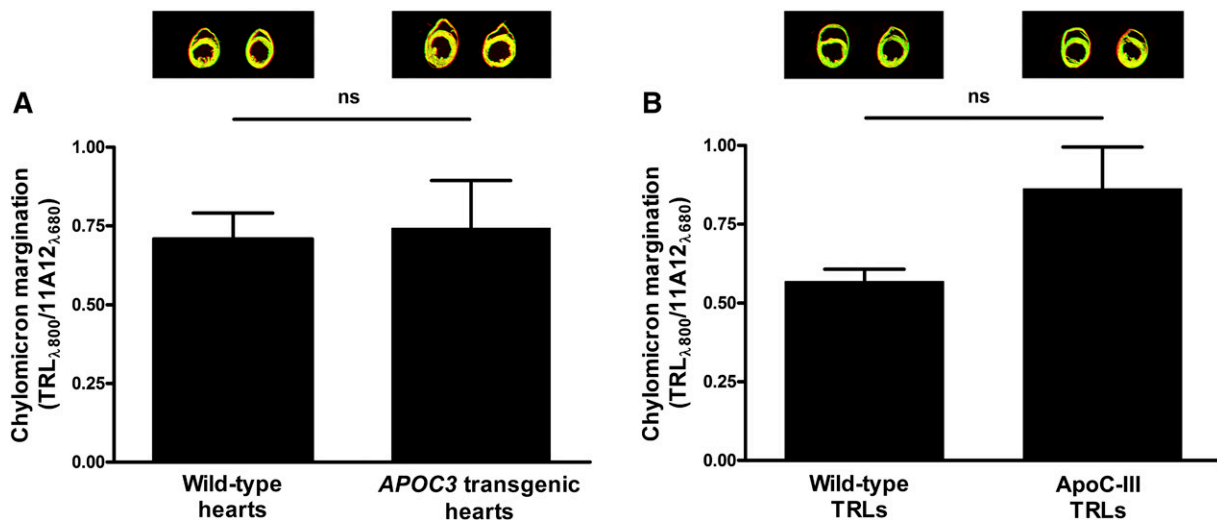 A
ns
Chylomicron margination
(TRLλ800/11A12λ680)
1.00
0.75
0.50
0.25
0.00
Wild-type
hearts
APOC3 transgenic
hearts
B
ns
Chylomicron margination
(TRLλ800/11A12λ680)
1.00
0.75
0.50
0.25
0.00
Wild-type
TRLs
ApoC-III
TRLs